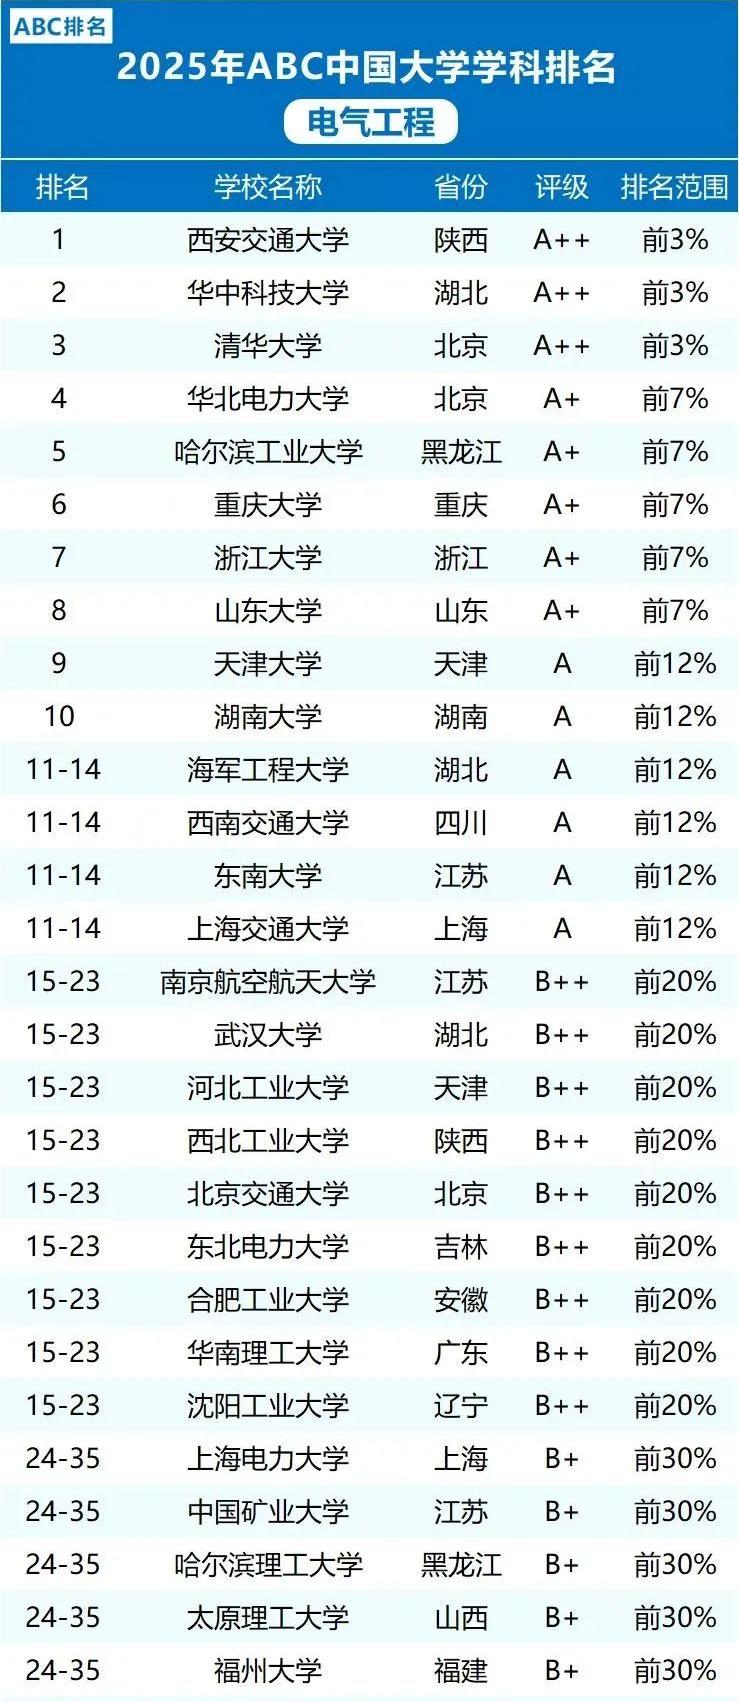 ABC排名
2025年ABC中国大学学科排名
电气工程
排名 学校名称 省份 评级 排名范围
1 西安交通大学 陕西 A++ 前3%
2 华中科技大学 湖北 A++ 前3%
3 清华大学 北京 A++ 前3%
4 华北电力大学 北京 A+ 前7%
5 哈尔滨工业大学 黑龙江 A+ 前7%
6 重庆大学 重庆 A+ 前7%
7 浙江大学 浙江 A+ 前7%
8 山东大学 山东 A+ 前7%
9 天津大学 天津 A 前12%
10 湖南大学 湖南 A 前12%
11-14 海军工程大学 湖北 A 前12%
11-14 西南交通大学 四川 A 前12%
11-14 东南大学 江苏 A 前12%
11-14 上海交通大学 上海 A 前12%
15-23 南京航空航天大学 江苏 B++ 前20%
15-23 武汉大学 湖北 B++ 前20%
15-23 河北工业大学 天津 B++ 前20%
15-23 西北工业大学 陕西 B++ 前20%
15-23 北京交通大学 北京 B++ 前20%
15-23 东北电力大学 吉林 B++ 前20%
15-23 合肥工业大学 安徽 B++ 前20%
15-23 华南理工大学 广东 B++ 前20%
15-23 沈阳工业大学 辽宁 B++ 前20%
24-35 上海电力大学 上海 B+ 前30%
24-35 中国矿业大学 江苏 B+ 前30%
24-35 哈尔滨理工大学 黑龙江 B+ 前30%
24-35 太原理工大学 山西 B+ 前30%
24-35 福州大学 福建 B+ 前30%